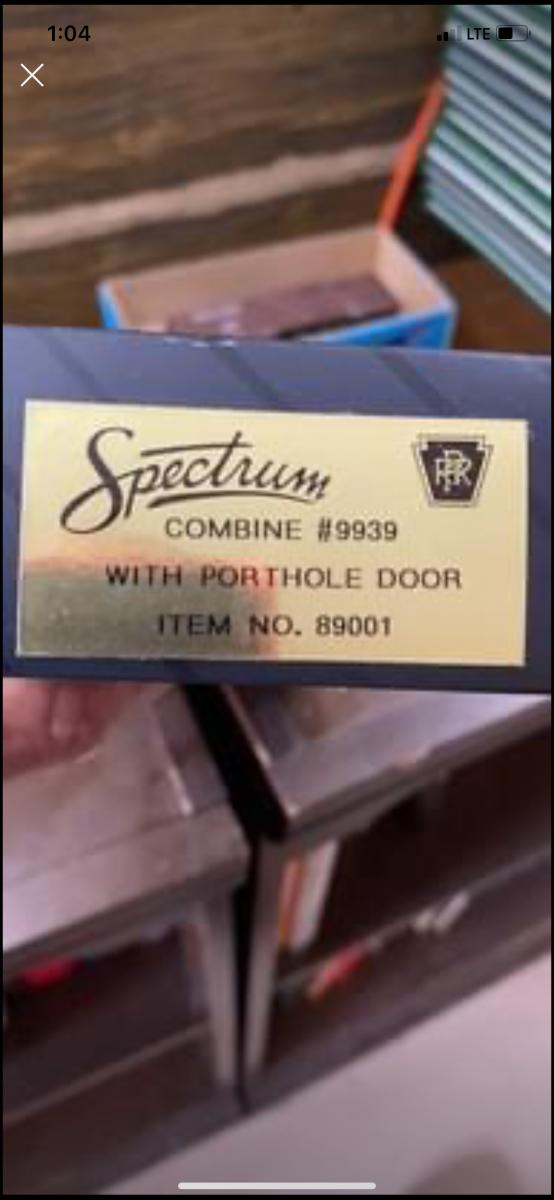 1:04
LTE
Spectrum
PRR
COMBINE #9939
WITH PORTHOLE DOOR
ITEM NO. 89001